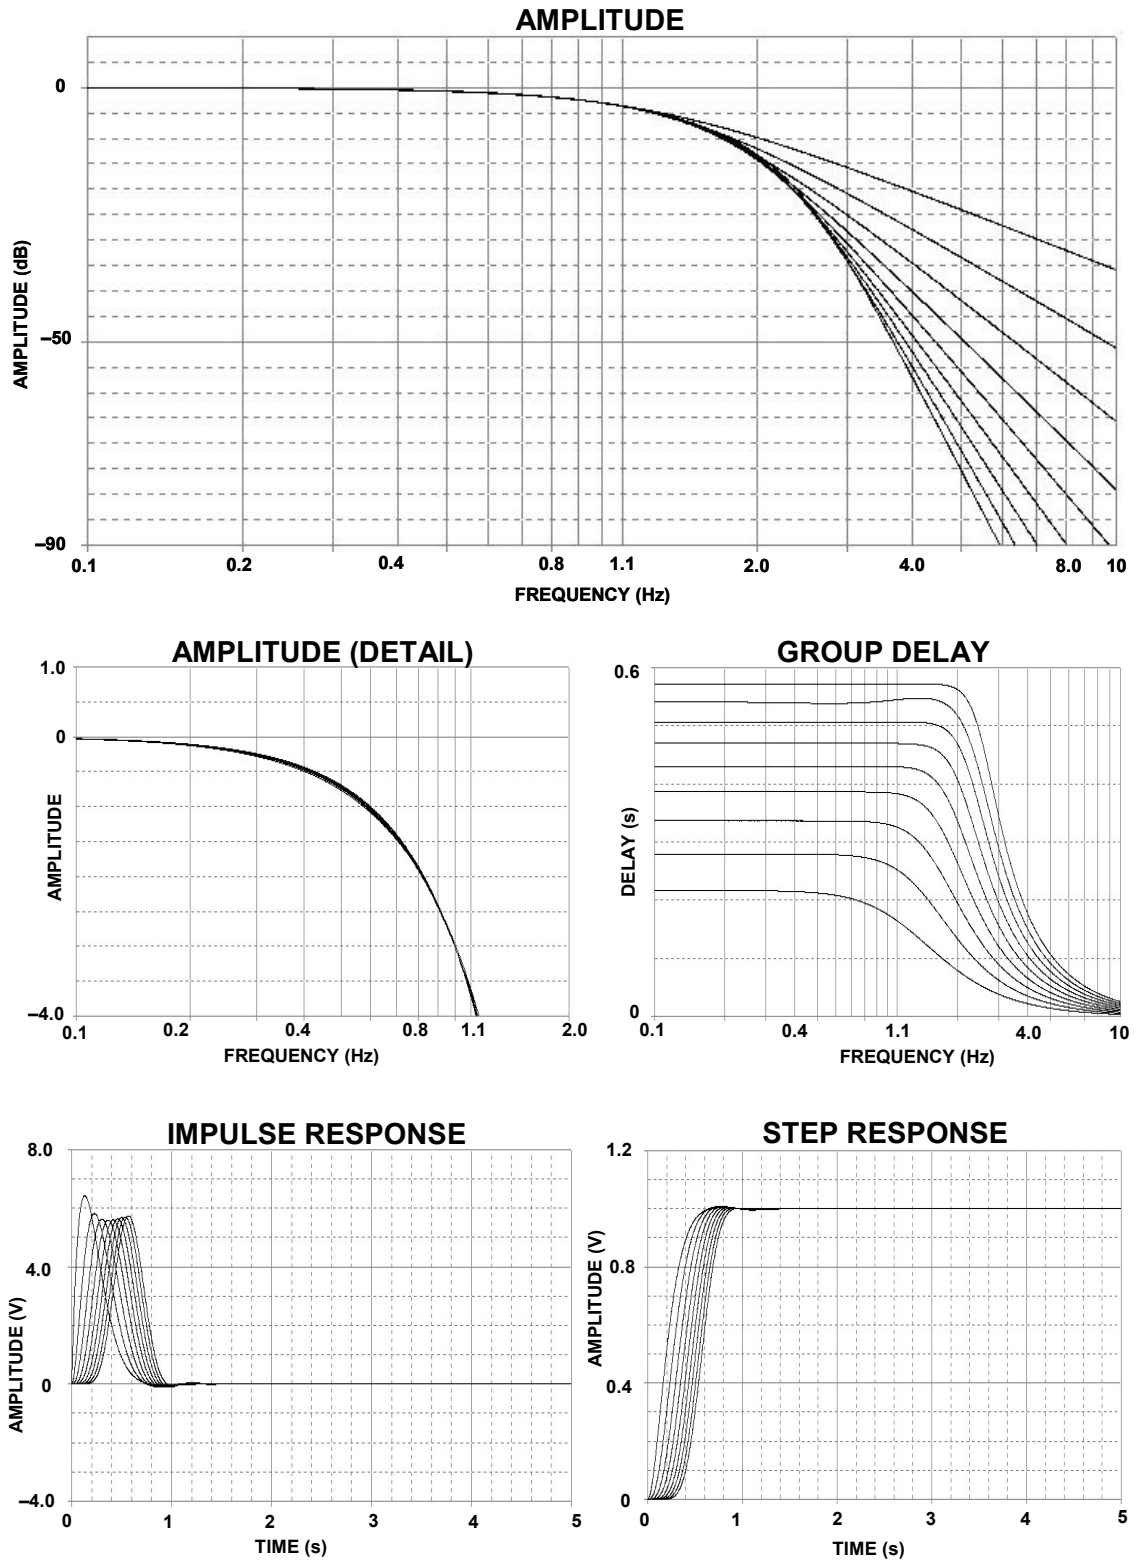 AMPLITUDE
0
–50
–90
AMPLITUDE (dB)
0.1 0.2 0.4 0.8 1.1 2.0 4.0 8.0 10
FREQUENCY (Hz)
AMPLITUDE (DETAIL)
1.0
0
–4.0
AMPLITUDE
0.1 0.2 0.4 0.8 1.1 2.0
FREQUENCY (Hz)
GROUP DELAY
0.6
0
DELAY (s)
0.1 0.4 1.1 4.0 10
FREQUENCY (Hz)
IMPULSE RESPONSE
8.0
4.0
0
–4.0
AMPLITUDE (V)
0 1 2 3 4 5
TIME (s)
STEP RESPONSE
1.2
0.8
0.4
0
AMPLITUDE (V)
0 1 2 3 4 5
TIME (s)